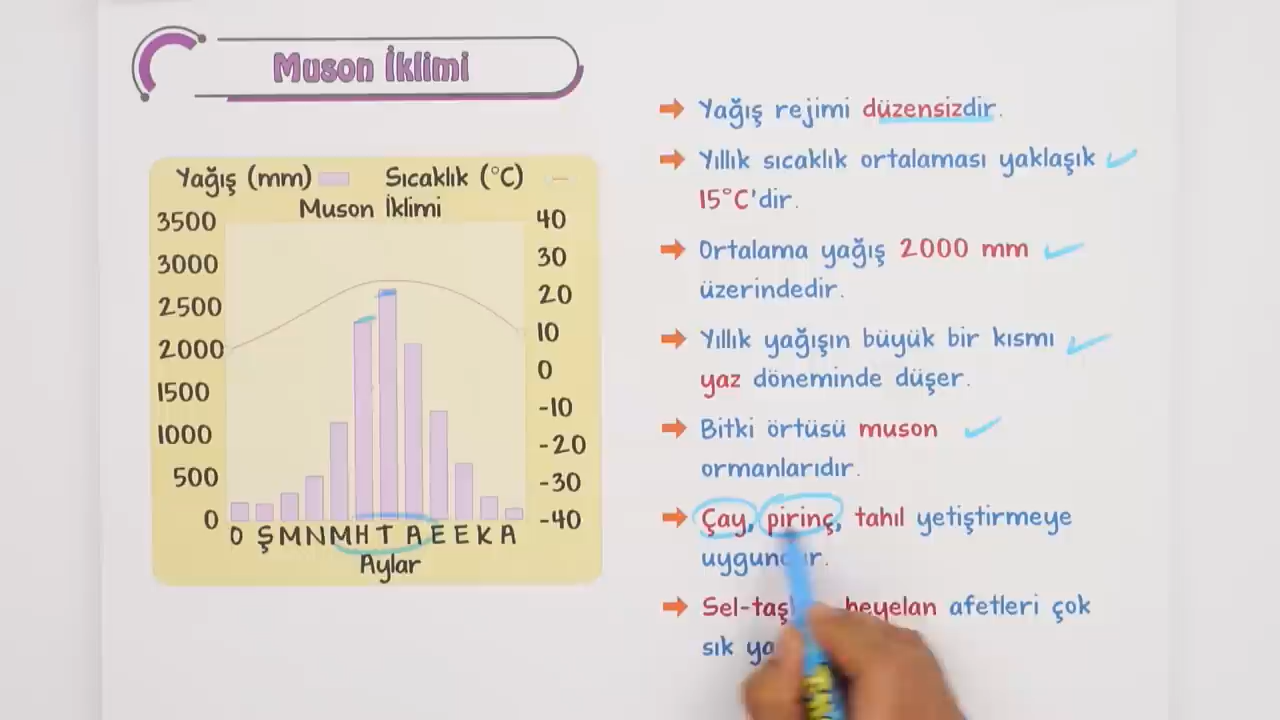 Muson İklimi
Yağış (mm) Sıcaklık (°C)
Muson İklimi
3500 40
3000 30
2500 20
2000 10
1500 0
1000 -10
500 -20
-30
0 -40
O Ş M N M H T A E E K A
Aylar
Yağış rejimi düzensizdir.
Yıllık sıcaklık ortalaması yaklaşık
15°C'dir.
Ortalama yağış 2000 mm
üzerindedir.
Yıllık yağışın büyük bir kısmı
yaz döneminde düşer.
Bitki örtüsü muson
ormanlarıdır.
Çay, pirinç, tahıl yetiştirmeye
uygundur.
heyelan afetleri çok
sık